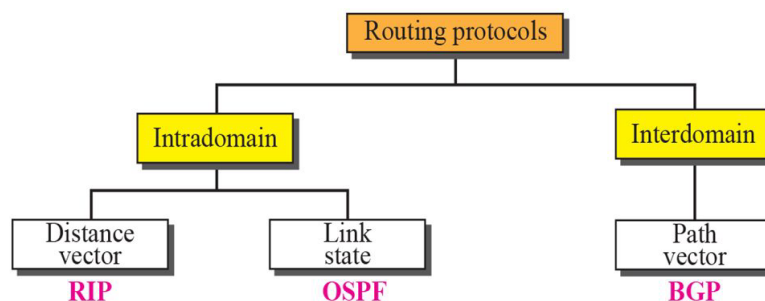 Routing protocols
Intradomain
Interdomain
Distance
vector
Link
state
Path
vector
RIP
OSPF
BGP